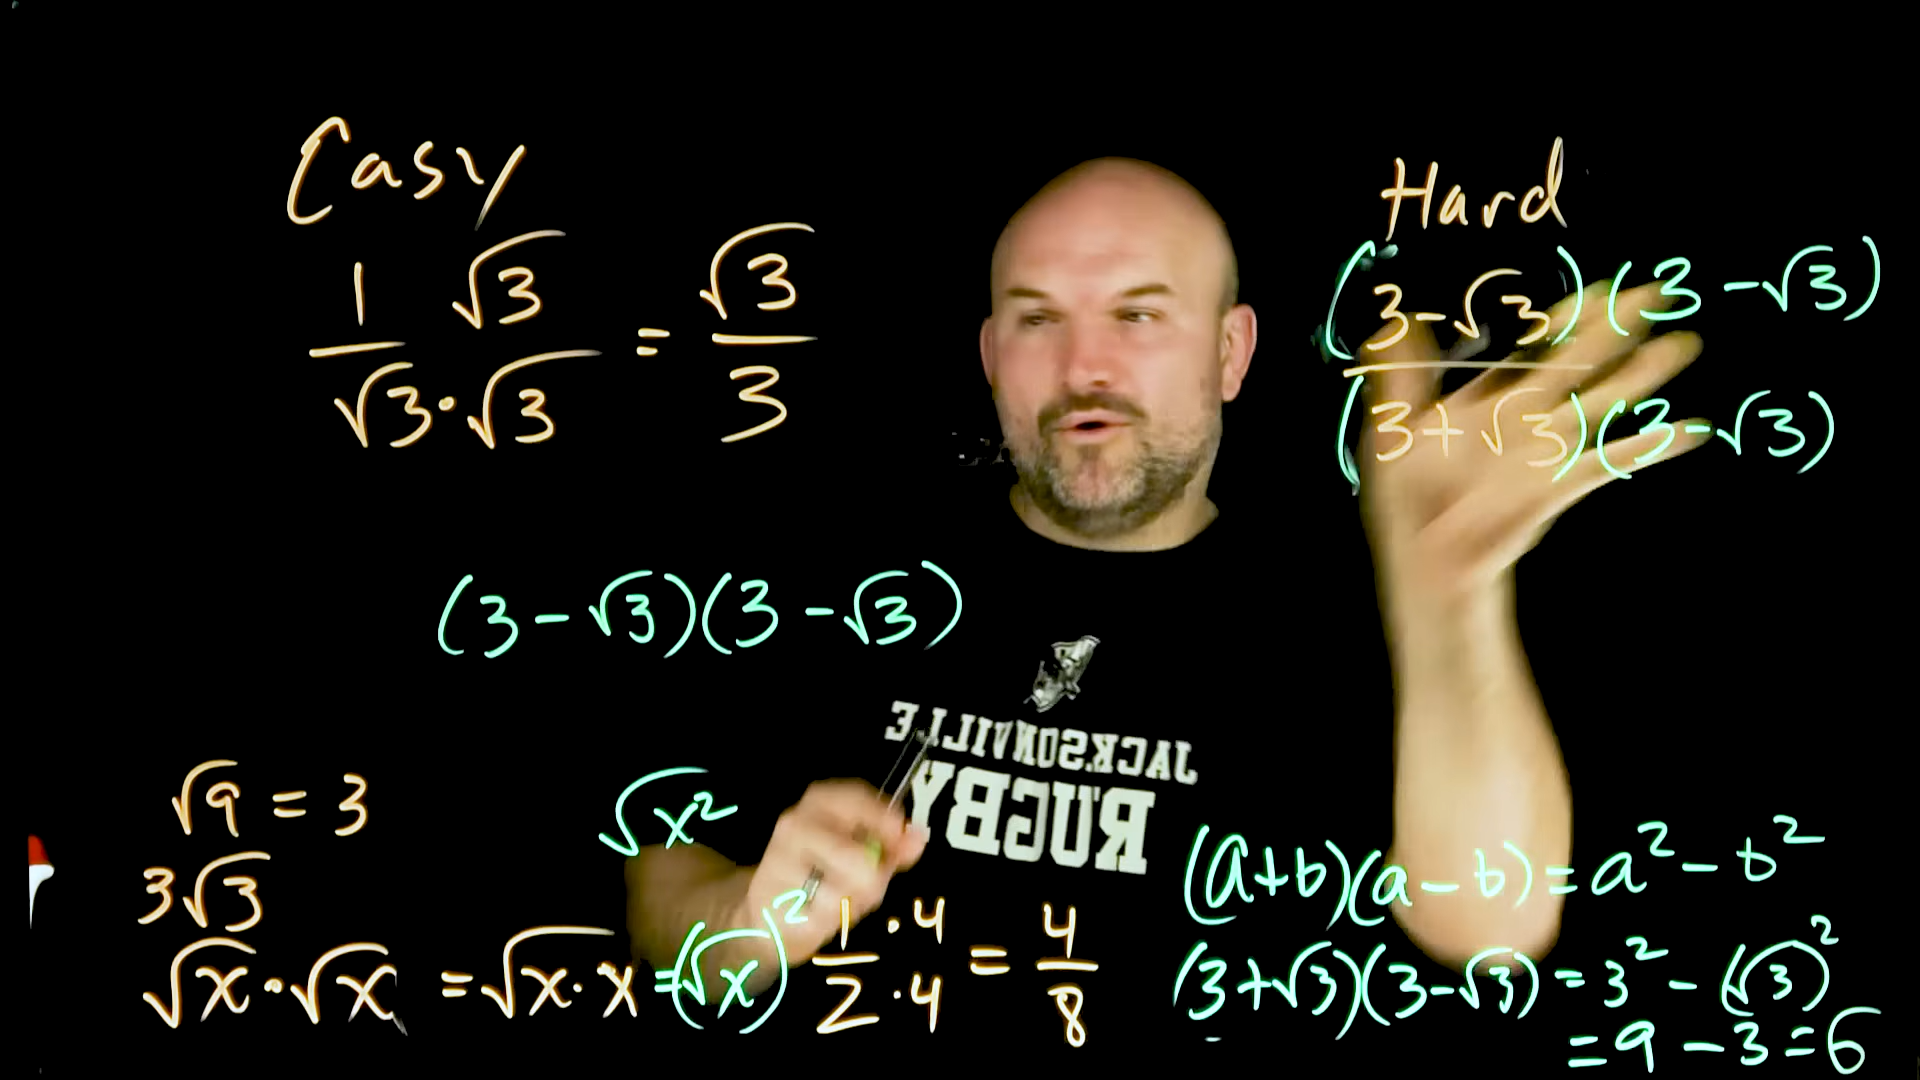 Easy
1 √3 / √3·√3 = √3 / 3
Hard
(3-√3)(3-√3) / (3+√3)(3-√3)
(3-√3)(3-√3)
JACKSONVILLE
RUGBY
√9 = 3
3√3
√x²
√x·√x = √x·x = (√x)²
1·4 / 2·4 = 4 / 8
(a+b)(a-b) = a² - b²
(3+√3)(3-√3) = 3² - (√3)²
= 9 - 3 = 6